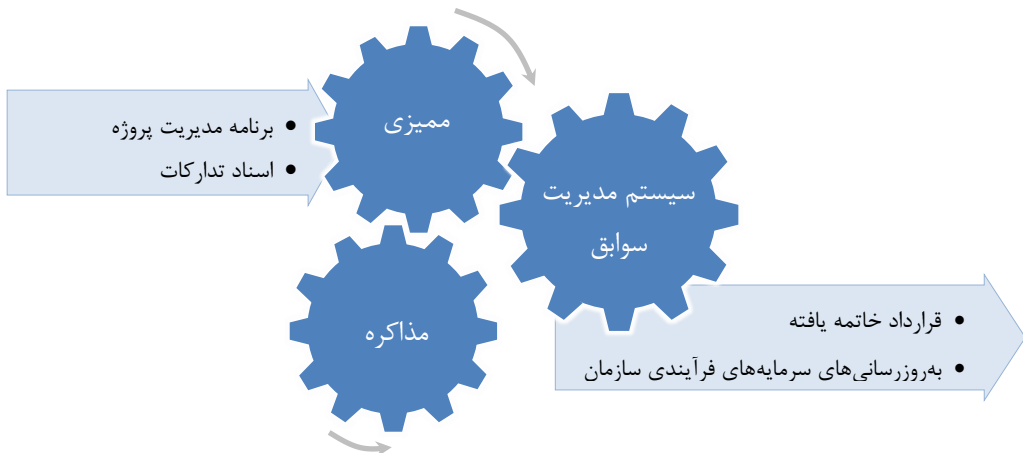 • برنامه مدیریت پروژه
• اسناد تدارکات
ممیزی
سیستم مدیریت
سوابق
مذاکره
• قرارداد خاتمه یافته
• به‌روزرسانی‌های سرمایه‌های فرآیندی سازمان